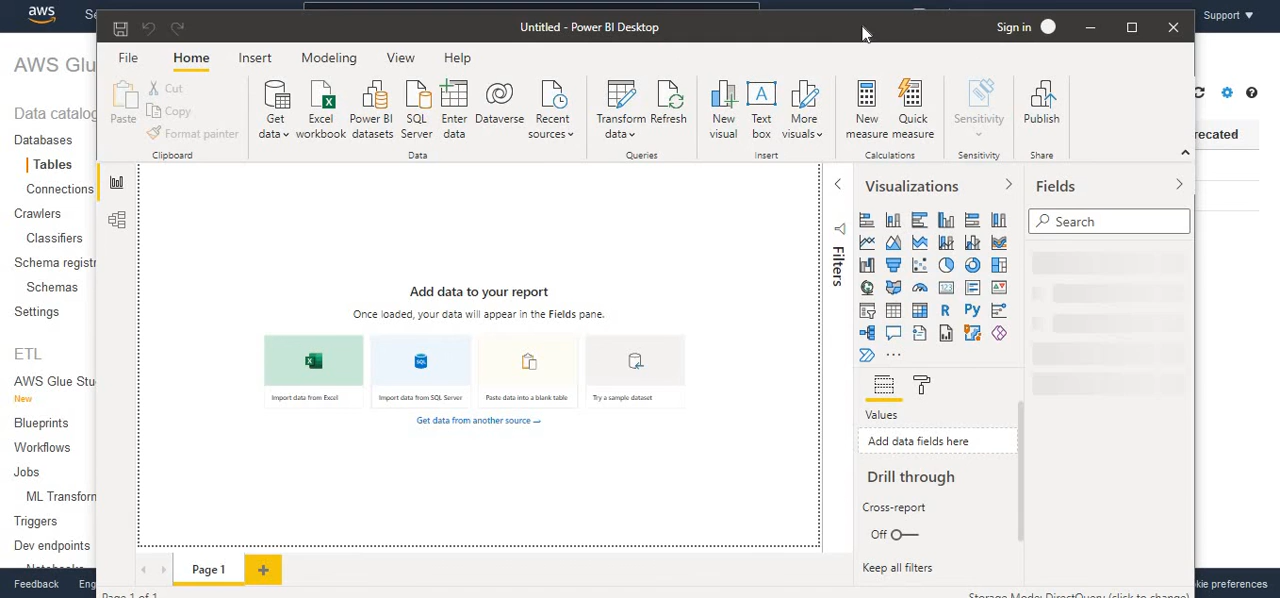 aws
Se
Support
AWS Glu
Data catalog
Databases
Tables
Connections
Crawlers
Classifiers
Schema regist
Schemas
Settings
ETL
AWS Glue Stu
New
Blueprints
Workflows
Jobs
ML Transform
Triggers
Dev endpoints
Feedback
Eng
recated
kie preferences
Untitled - Power BI Desktop
Sign in
File
Home
Insert
Modeling
View
Help
Paste
Cut
Copy
Format painter
Clipboard
Get data
Excel workbook
Power BI datasets
SQL Server
Enter data
Dataverse
Recent sources
Data
Transform data
Refresh
Queries
New visual
Text box
More visuals
Insert
New measure
Quick measure
Calculations
Sensitivity
Sensitivity
Publish
Share
Add data to your report
Once loaded, your data will appear in the Fields pane.
Import data from Excel
Import data from SQL Server
Paste data into a blank table
Try a sample dataset
Get data from another source
Filters
Visualizations
R
Py
123
Values
Add data fields here
Drill through
Cross-report
Off
Keep all filters
Fields
Search
Page 1
Page 1 of 1
Storage Mode: DirectQuery (click to change)